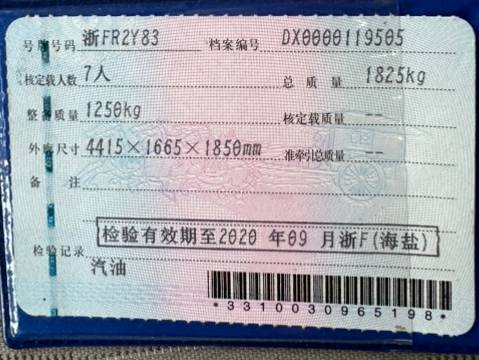 号牌号码 浙FR2Y83 档案编号 DX0000119505
核定载人数 7人 总质量 1825kg
整备质量 1250kg 核定载质量 --
外廓尺寸 4415×1665×1850mm 准牵引总质量 --
备注
检验有效期至2020 年09 月浙F(海盐)
检验记录
汽油
*3310030965198*